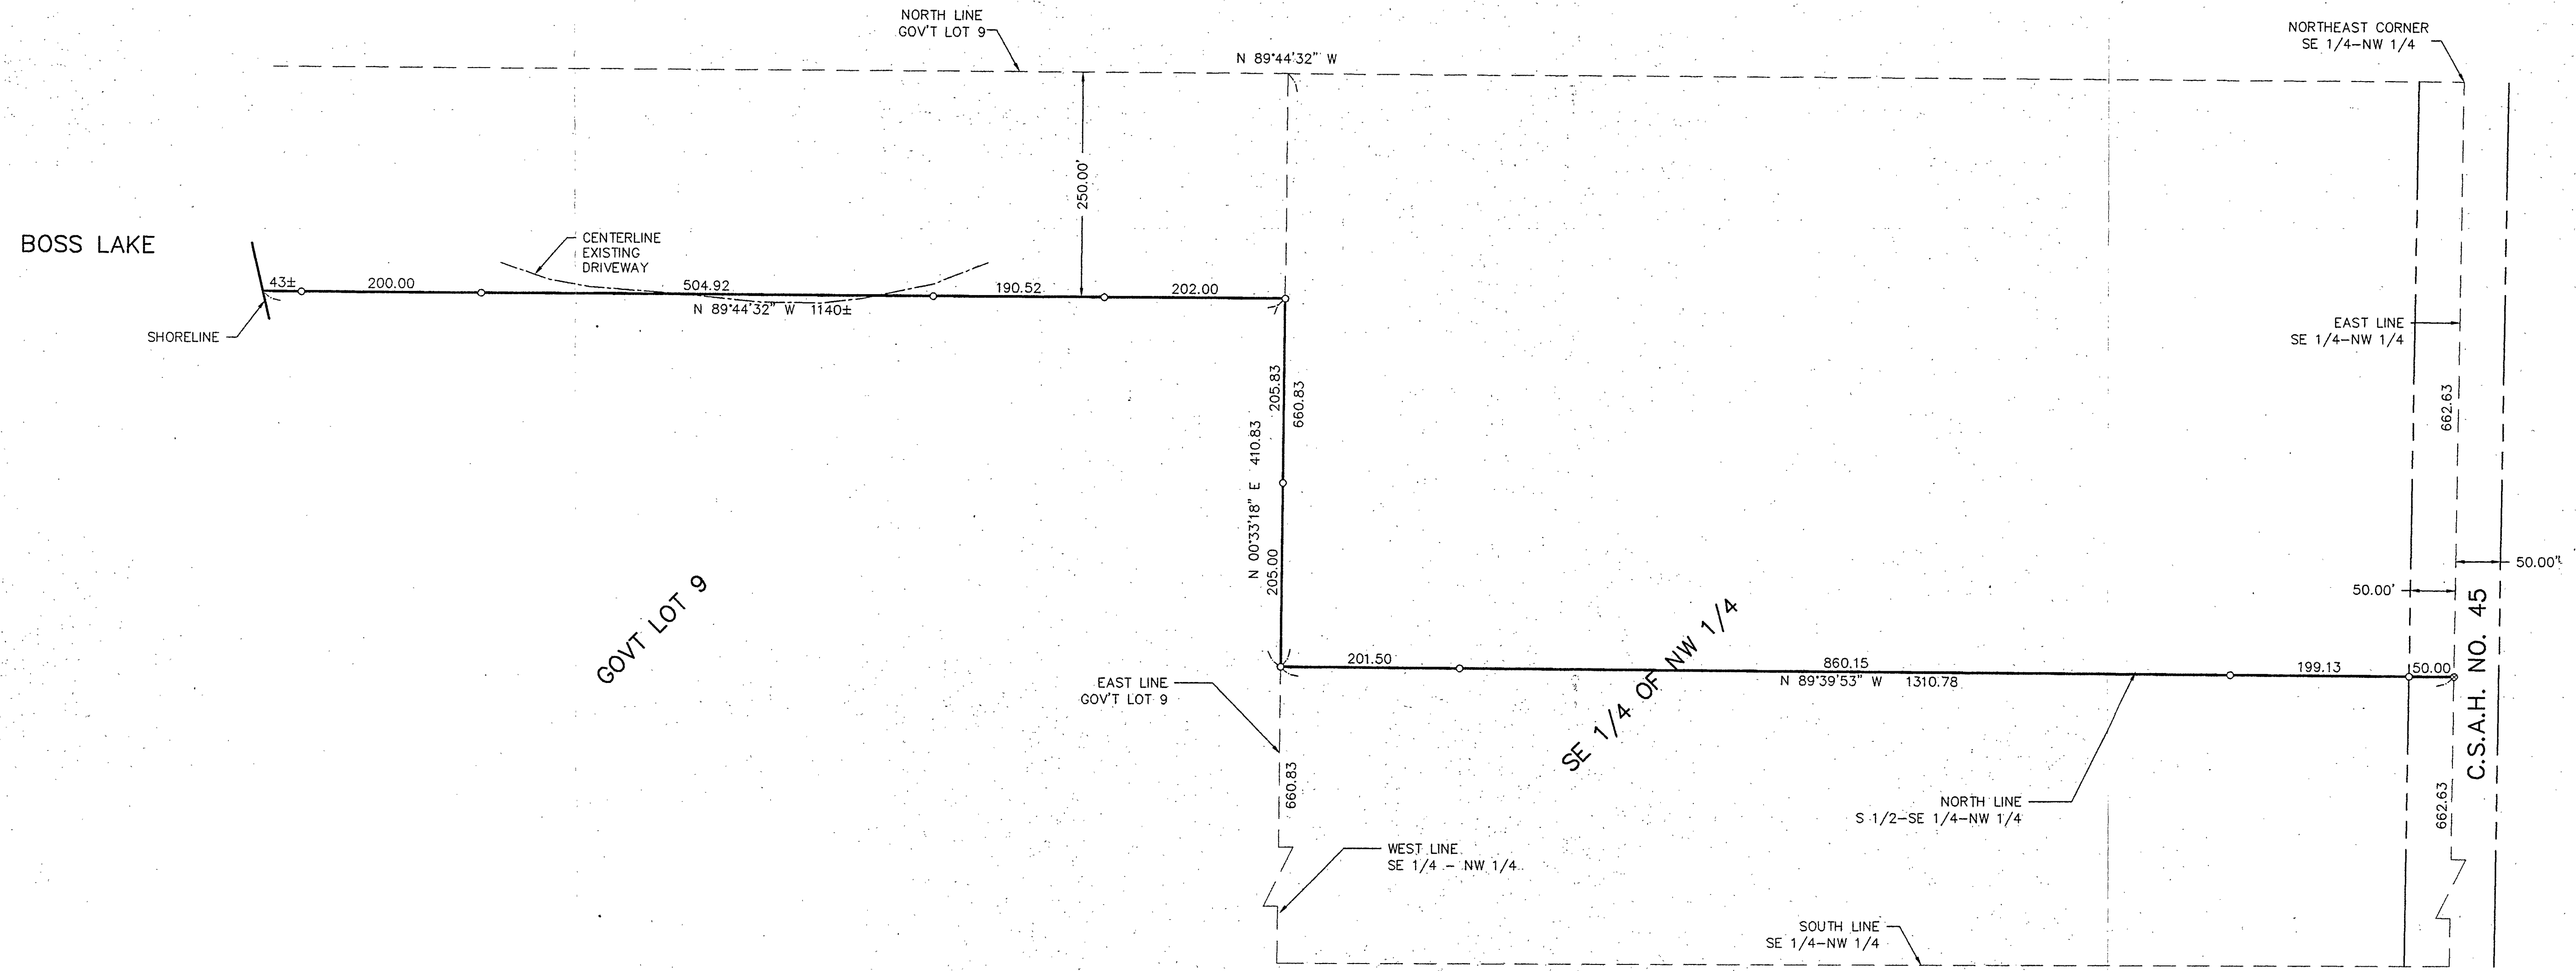 NORTH LINE
GOV'T LOT 9
N 89°44'32" W
NORTHEAST CORNER
SE 1/4-NW 1/4
250.00'
BOSS LAKE
CENTERLINE
EXISTING
DRIVEWAY
43±
200.00
504.92
190.52
202.00
N 89°44'32" W 1140±
SHORELINE
EAST LINE
SE 1/4-NW 1/4
205.83
660.83
662.63
N 00°33'18" E 410.83
205.00
50.00'
50.00'
GOVT LOT 9
SE 1/4 OF NW 1/4
C.S.A.H. NO. 45
201.50
860.15
199.13
50.00
N 89°39'53" W 1310.78
EAST LINE
GOV'T LOT 9
660.83
662.63
NORTH LINE
S 1/2-SE 1/4-NW 1/4
WEST LINE
SE 1/4 - NW 1/4
SOUTH LINE
SE 1/4-NW 1/4